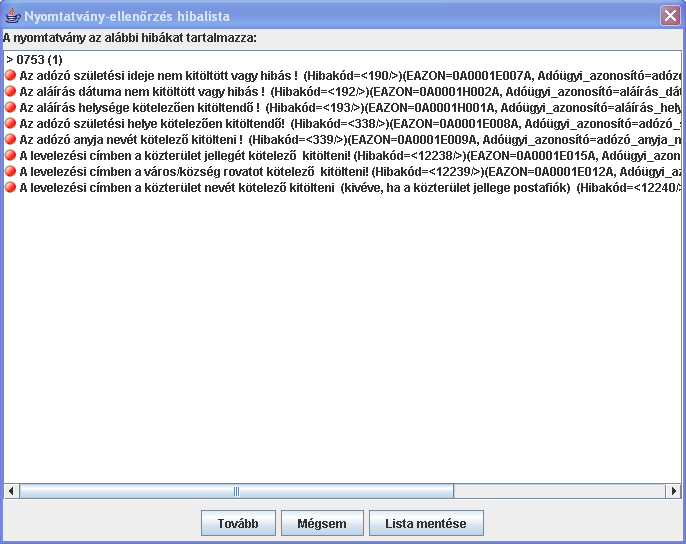 Nyomtatvány-ellenőrzés hibalista
A nyomtatvány az alábbi hibákat tartalmazza:
> 0753 (1)
Az adózó születési ideje nem kitöltött vagy hibás ! (Hibakód=<190/>)(EAZON=0A0001E007A, Adóügyi_azonosító=adózó
Az aláírás dátuma nem kitöltött vagy hibás ! (Hibakód=<192/>)(EAZON=0A0001H002A, Adóügyi_azonosító=aláírás_dát
Az aláírás helysége kötelezően kitöltendő ! (Hibakód=<193/>)(EAZON=0A0001H001A, Adóügyi_azonosító=aláírás_hely
Az adózó születési helye kötelezően kitöltendő! (Hibakód=<338/>)(EAZON=0A0001E008A, Adóügyi_azonosító=adózó_s
Az adózó anyja nevét kötelező kitölteni ! (Hibakód=<339/>)(EAZON=0A0001E009A, Adóügyi_azonosító=adózó_anyja_n
A levelezési címben a közterület jellegét kötelező kitölteni! (Hibakód=<12238/>)(EAZON=0A0001E015A, Adóügyi_azon
A levelezési címben a város/község rovatot kötelező kitölteni! (Hibakód=<12239/>)(EAZON=0A0001E012A, Adóügyi_az
A levelezési címben a közterület nevét kötelező kitölteni (kivéve, ha a közterület jellege postafiók) (Hibakód=<12240/>
Tovább
Mégsem
Lista mentése